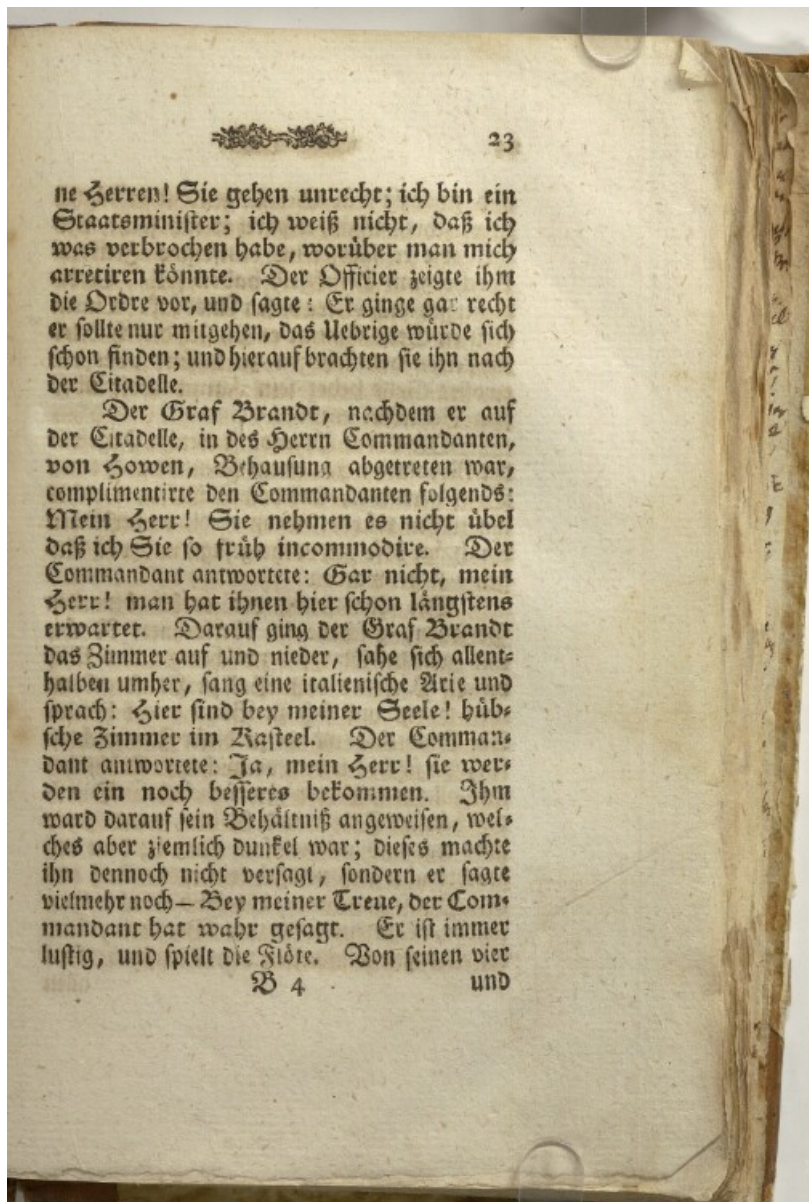 23
ne Herren! Sie gehen unrecht; ich bin ein
Staatsminister; ich weiß nicht, daß ich
was verbrochen habe, worüber man mich
arretiren könnte. Der Officier zeigte ihm
die Ordre vor, und sagte: Er ginge gar recht
er sollte nur mitgehen, das Uebrige würde sich
schon finden; und hierauf brachten sie ihn nach
der Citadelle.
Der Graf Brandt, nachdem er auf
der Citadelle, in des Herrn Commandanten,
von Howen, Behausung abgetreten war,
complimentirte den Commandanten folgends:
Mein Herr! Sie nehmen es nicht übel
daß ich Sie so früh incommodire. Der
Commandant antwortete: Gar nicht, mein
Herr! man hat ihnen hier schon längstens
erwartet. Darauf ging der Graf Brandt
das Zimmer auf und nieder, sahe sich allent-
halben umher, sang eine italienische Arie und
sprach: Hier sind bey meiner Seele! hüb-
sche Zimmer im Kasteel. Der Comman-
dant antwortete: Ja, mein Herr! sie wer-
den ein noch besseres bekommen. Ihm
ward darauf sein Behältniß angeweisen, wel-
ches aber ziemlich dunkel war; dieses machte
ihn dennoch nicht versagt, sondern er sagte
vielmehr noch — Bey meiner Treue, der Com-
mandant hat wahr gesagt. Er ist immer
lustig, und spielt die Flöte. Von seinen vier
B 4 und